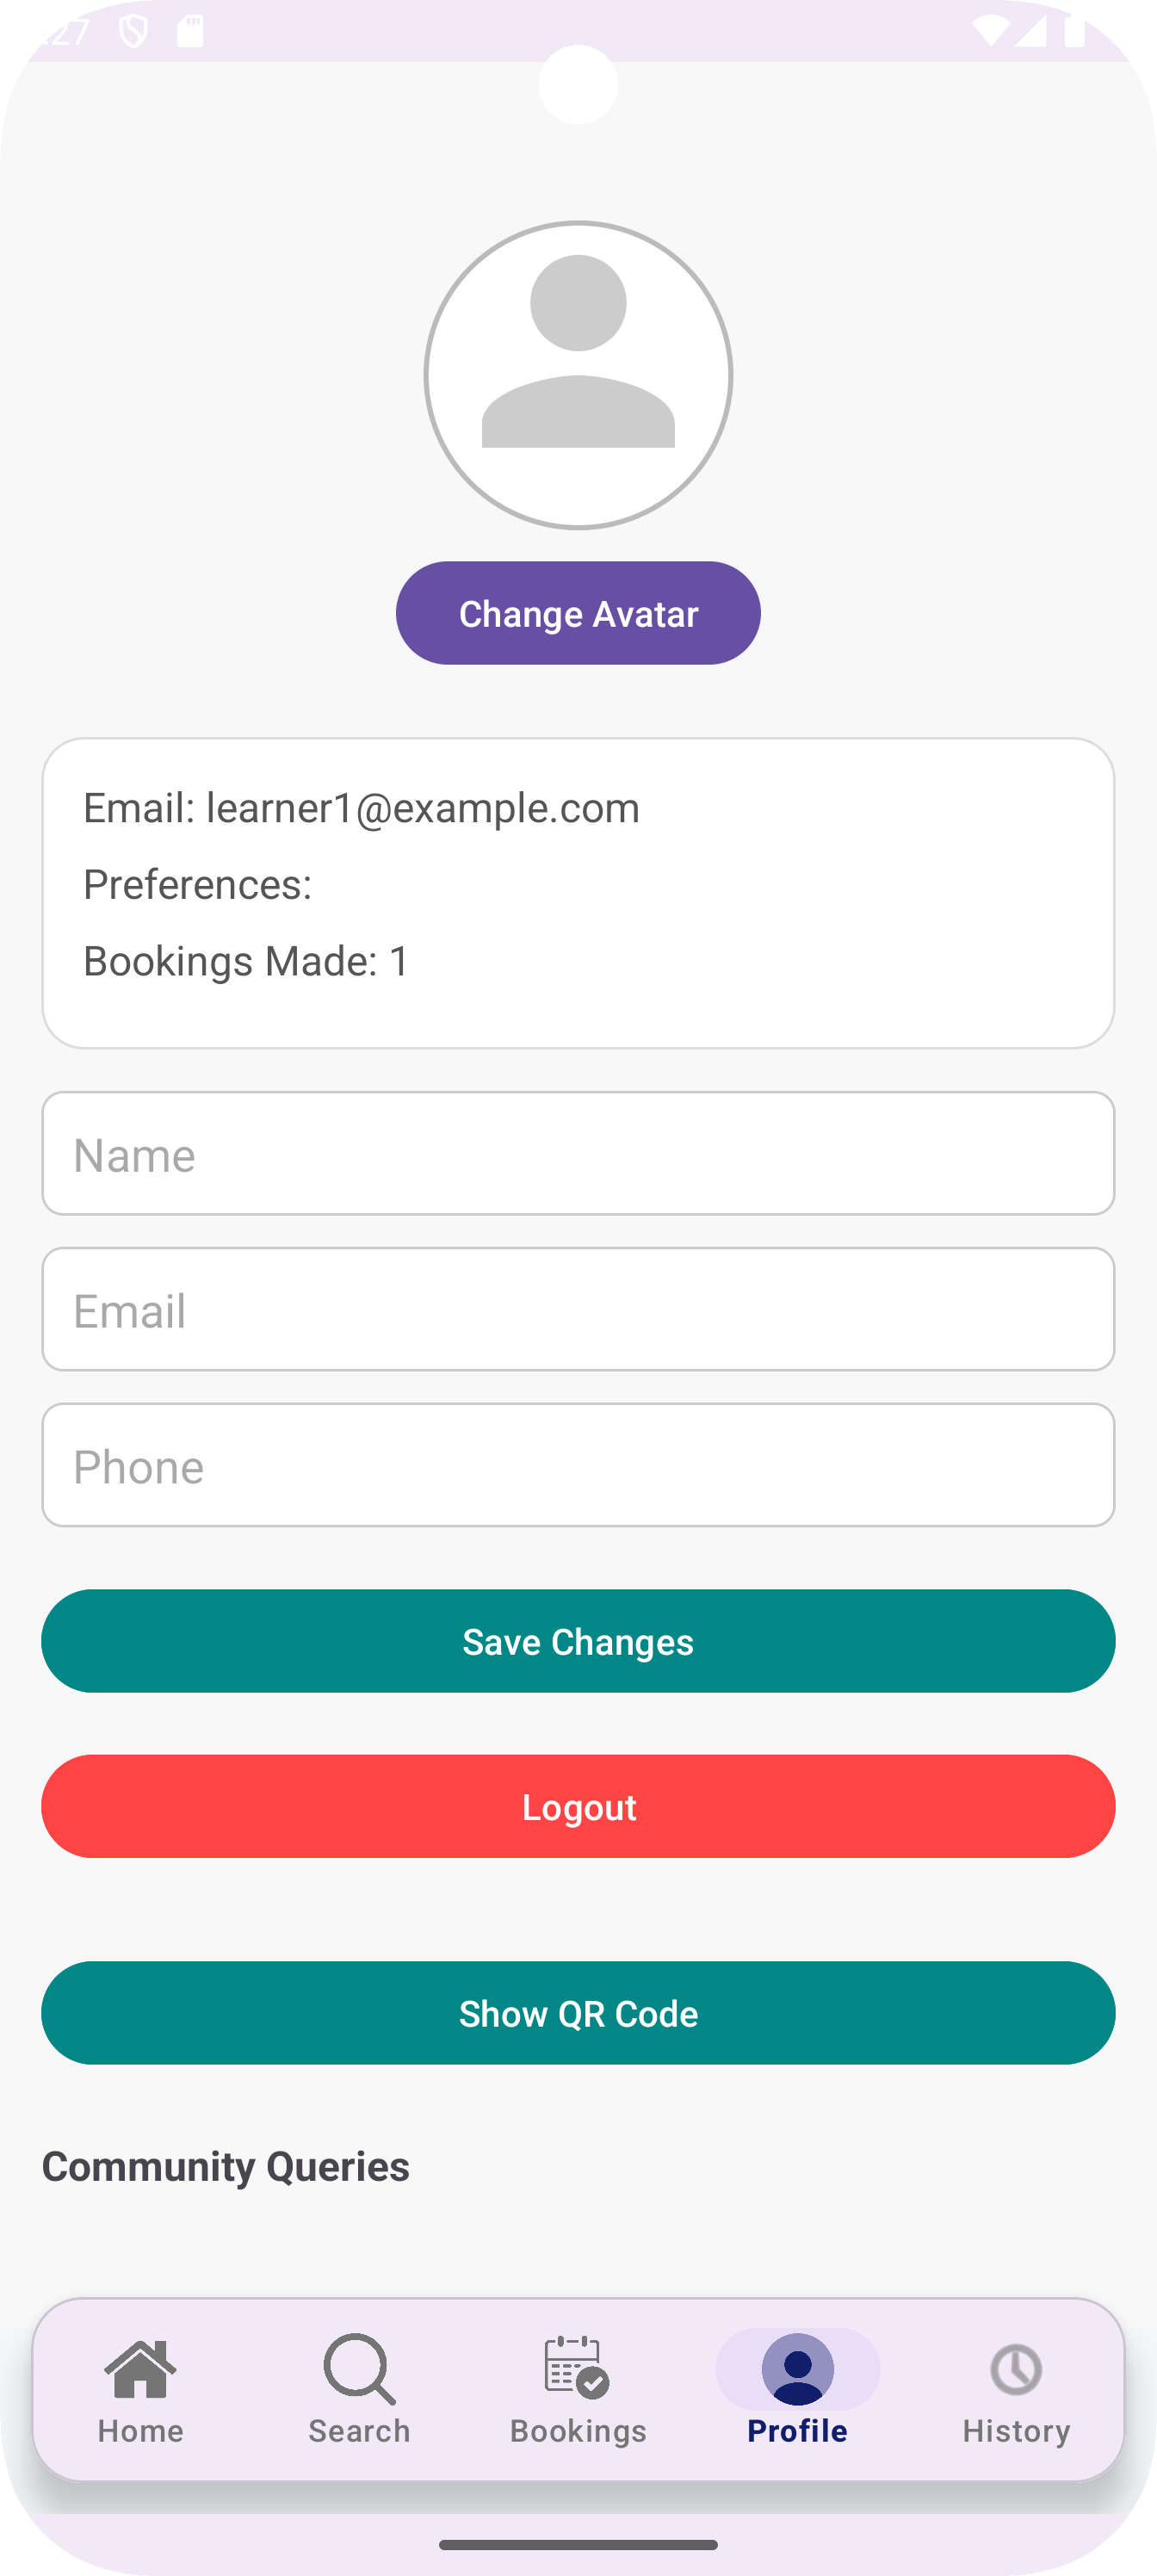 :27
Change Avatar
Email: learner1@example.com
Preferences:
Bookings Made: 1
Name
Email
Phone
Save Changes
Logout
Show QR Code
Community Queries
Home Search Bookings Profile History